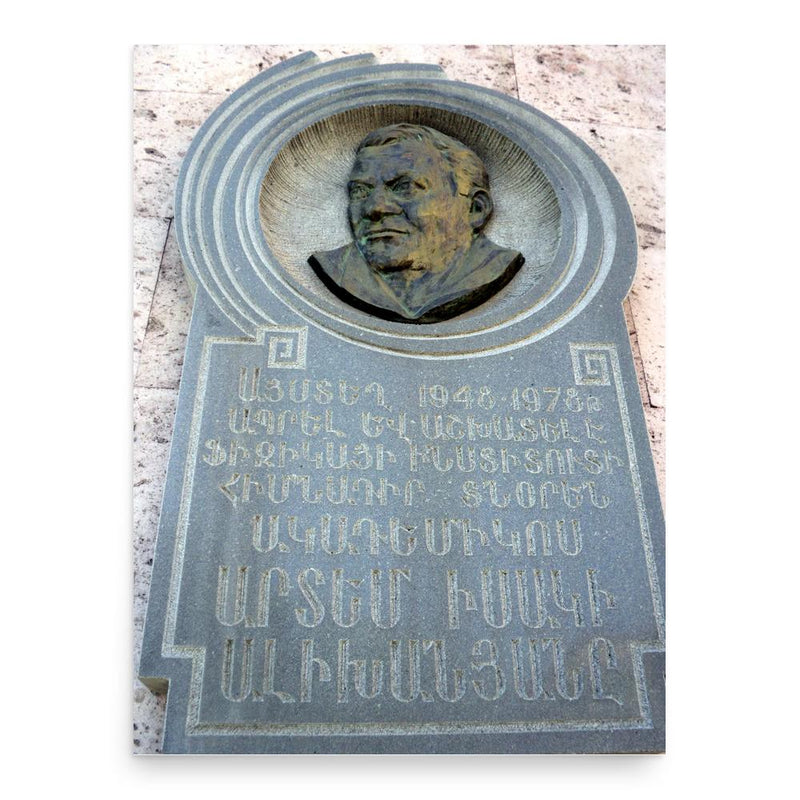 ԱՅՍՏԵՂ 1948-1978թ
ԱՊՐԵԼ ԵՎ ԱՇԽԱՏԵԼ Է
ՖԻԶԻԿԱՅԻ ԻՆՍՏԻՏՈՒՏԻ
ՀԻՄՆԱԴԻՐ ՏՆՕՐԵՆ
ԱԿԱԴԵՄԻԿՈՍ
ԱՐՏԵՄ ԻՍԱԿԻ
ԱԼԻԽԱՆՅԱՆԸ